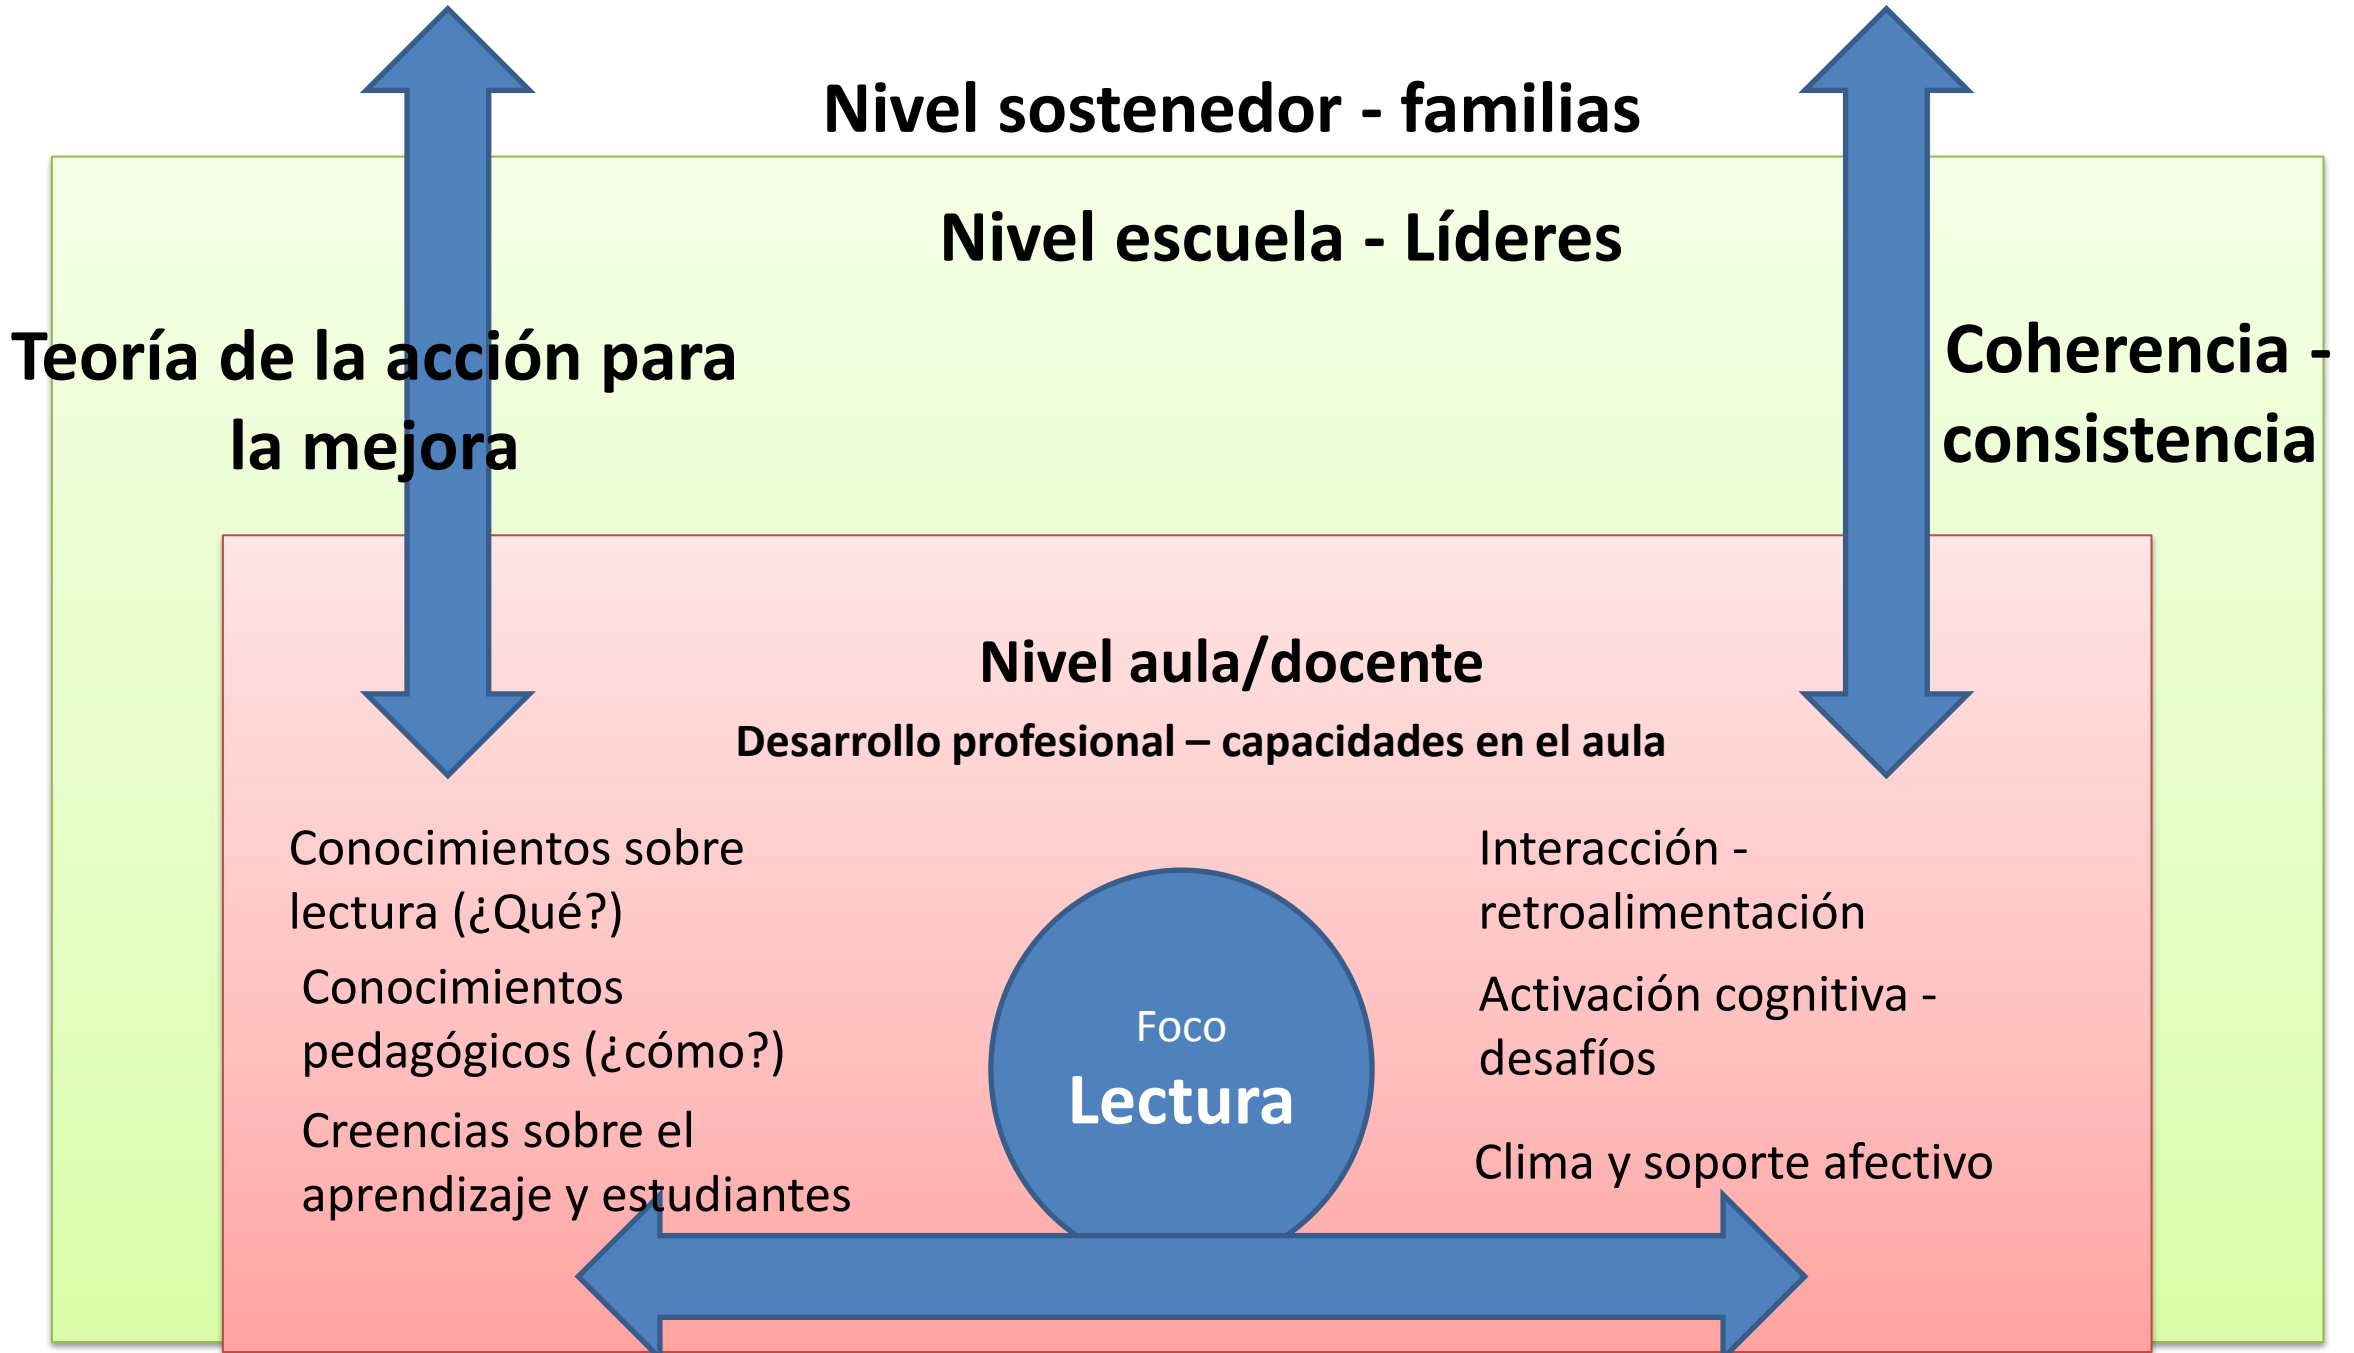 Nivel sostenedor - familias
Nivel escuela - Líderes
Teoría de la acción para
la mejora
Coherencia -
consistencia
Nivel aula/docente
Desarrollo profesional – capacidades en el aula
Conocimientos sobre
lectura (¿Qué?)
Conocimientos
pedagógicos (¿cómo?)
Creencias sobre el
aprendizaje y estudiantes
Foco
Lectura
Interacción -
retroalimentación
Activación cognitiva -
desafíos
Clima y soporte afectivo